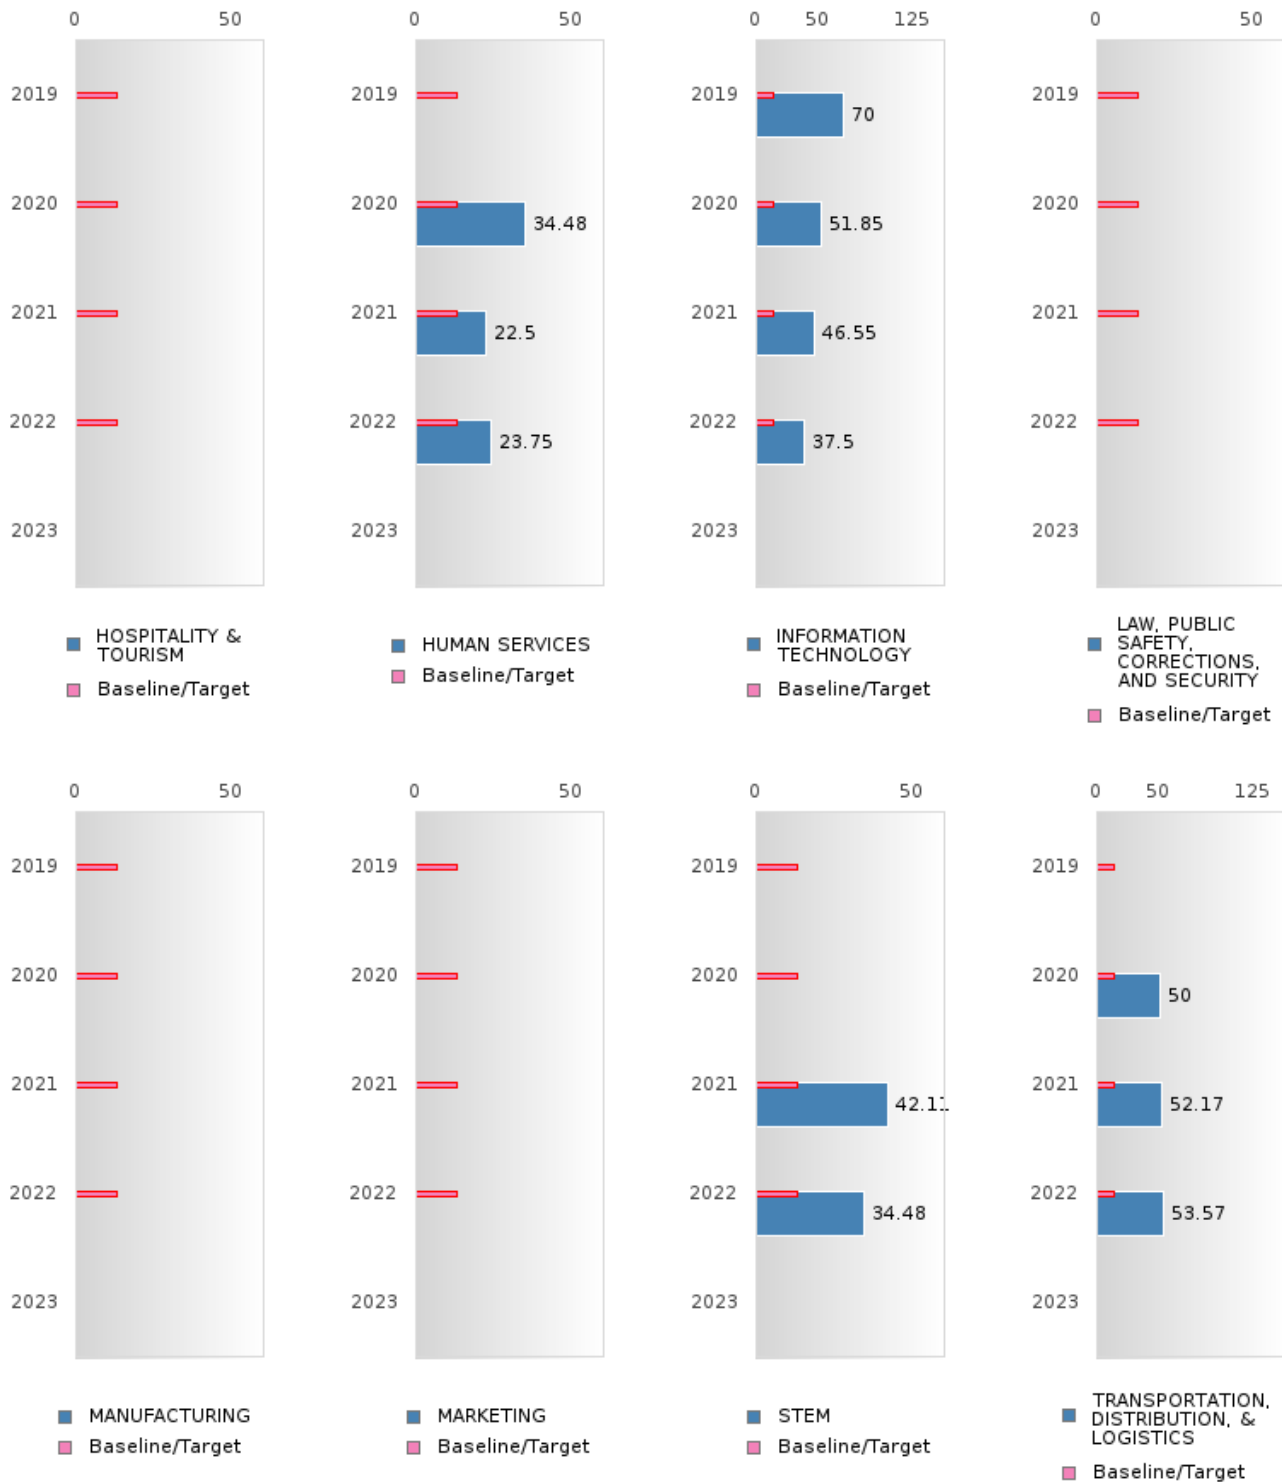 0 50
0 50
0 50 125
0 50
2019 2019 2019 70 2019
2020 2020 34.48 2020 51.85 2020
2021 2021 22.5 2021 46.55 2021
2022 2022 23.75 2022 37.5 2022
2023 2023 2023 2023
HOSPITALITY &
TOURISM
Baseline/Target
HUMAN SERVICES
Baseline/Target
INFORMATION
TECHNOLOGY
Baseline/Target
LAW, PUBLIC
SAFETY,
CORRECTIONS,
AND SECURITY
Baseline/Target
0 50
0 50
0 50
0 50 125
2019 2019 2019 2019
2020 2020 2020 2020 50
2021 2021 2021 42.11 2021 52.17
2022 2022 2022 34.48 2022 53.57
2023 2023 2023 2023
MANUFACTURING
Baseline/Target
MARKETING
Baseline/Target
STEM
Baseline/Target
TRANSPORTATION,
DISTRIBUTION, &
LOGISTICS
Baseline/Target